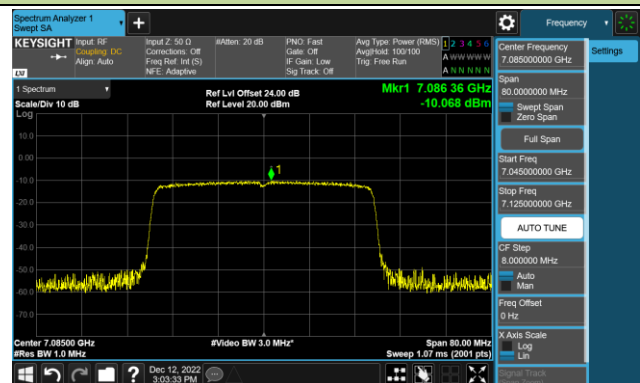 Spectrum Analyzer 1
Swept SA
+
Frequency
KEYSIGHT
Input: RF
Coupling: DC
Align: Auto
Input Z: 50 Ω
Corrections: Off
Freq Ref: Int (S)
NFE: Adaptive
#Atten: 20 dB
PNO: Fast
Gate: Off
IF Gain: Low
Sig Track: Off
Avg Type: Power (RMS)
Avg|Hold: 100/100
Trig: Free Run
1 2 3 4 5 6
A W W W W W
A N N N N N
LXI
1 Spectrum
Scale/Div 10 dB
Log
Ref Lvl Offset 24.00 dB
Ref Level 20.00 dBm
Mkr1 7.086 36 GHz
-10.068 dBm
1
10.0
0.00
-10.0
-20.0
-30.0
-40.0
-50.0
-60.0
-70.0
Center 7.08500 GHz
#Res BW 1.0 MHz
#Video BW 3.0 MHz*
Span 80.00 MHz
Sweep 1.07 ms (2001 pts)
?
Dec 12, 2022
3:03:33 PM
Center Frequency
7.085000000 GHz
Settings
Span
80.0000000 MHz
Swept Span
Zero Span
Full Span
Start Freq
7.045000000 GHz
Stop Freq
7.125000000 GHz
AUTO TUNE
CF Step
8.000000 MHz
Auto
Man
Freq Offset
0 Hz
X Axis Scale
Log
Lin
Signal Track